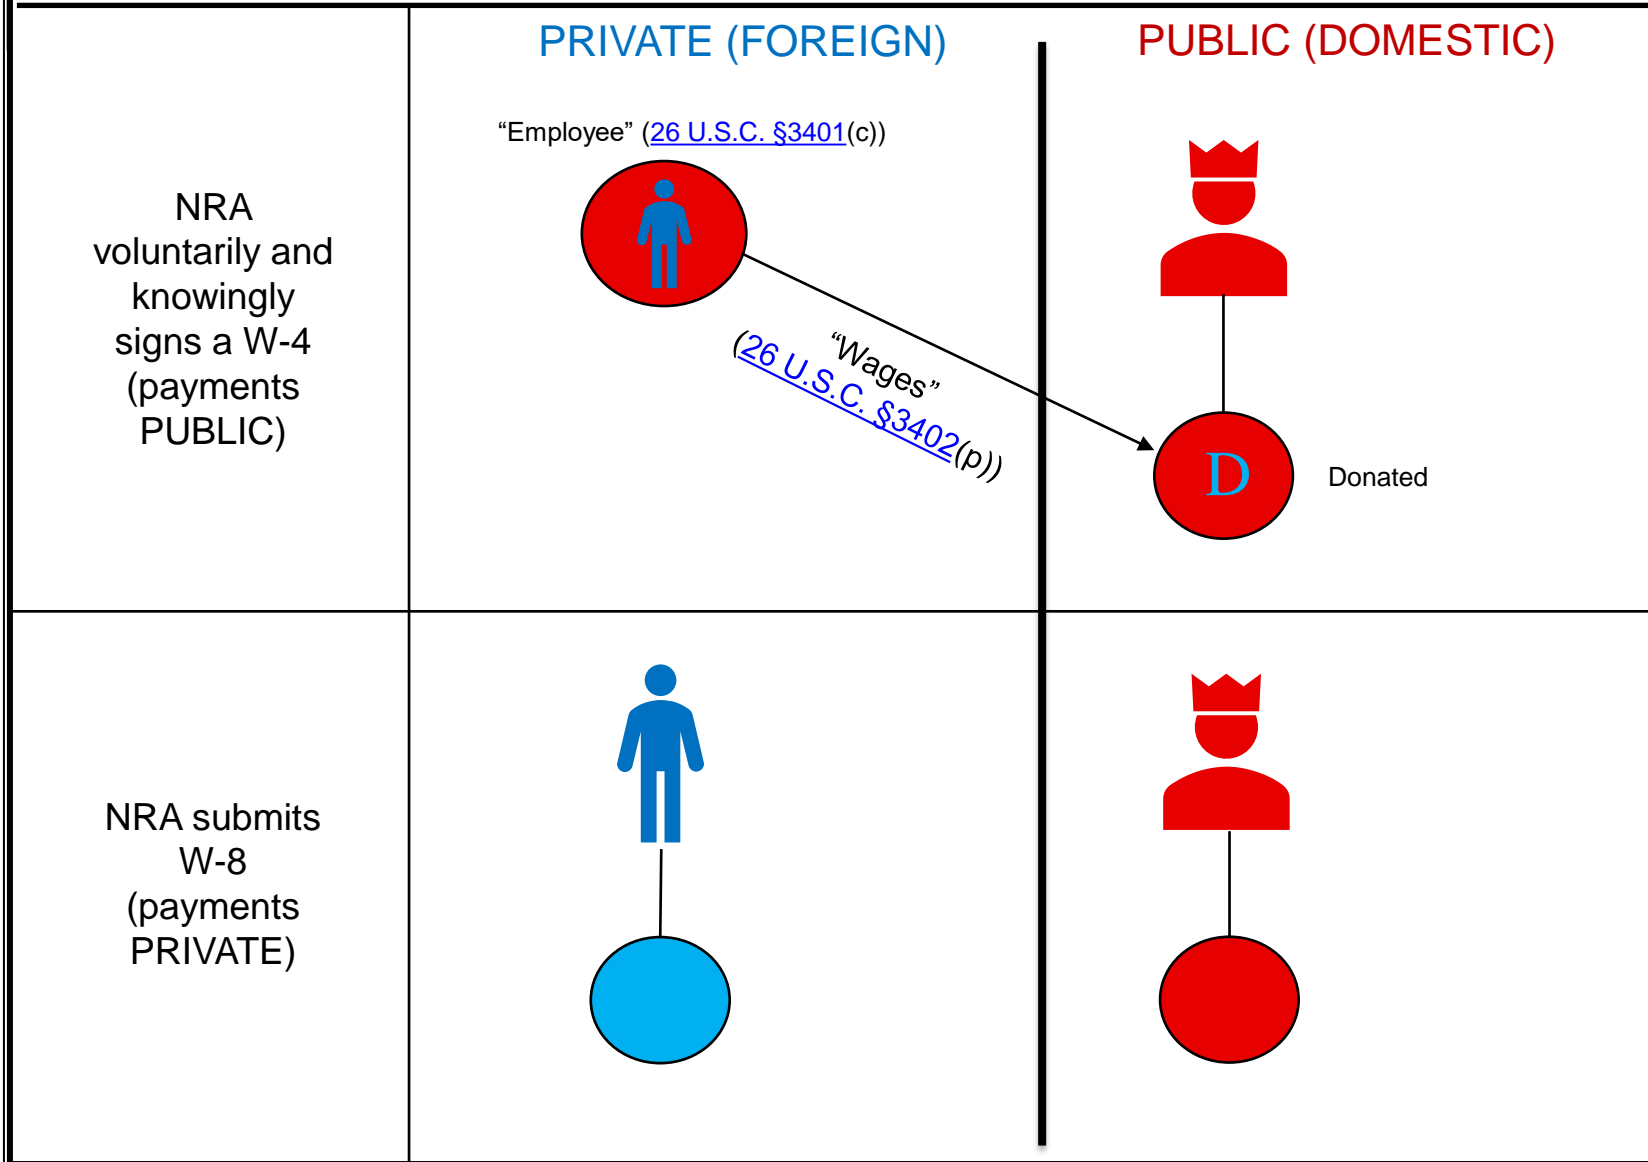 PRIVATE (FOREIGN)
PUBLIC (DOMESTIC)
NRA
voluntarily and
knowingly
signs a W-4
(payments
PUBLIC)
“Employee” (26 U.S.C. §3401(c))
“Wages”
(26 U.S.C. §3402(p))
D
Donated
NRA submits
W-8
(payments
PRIVATE)